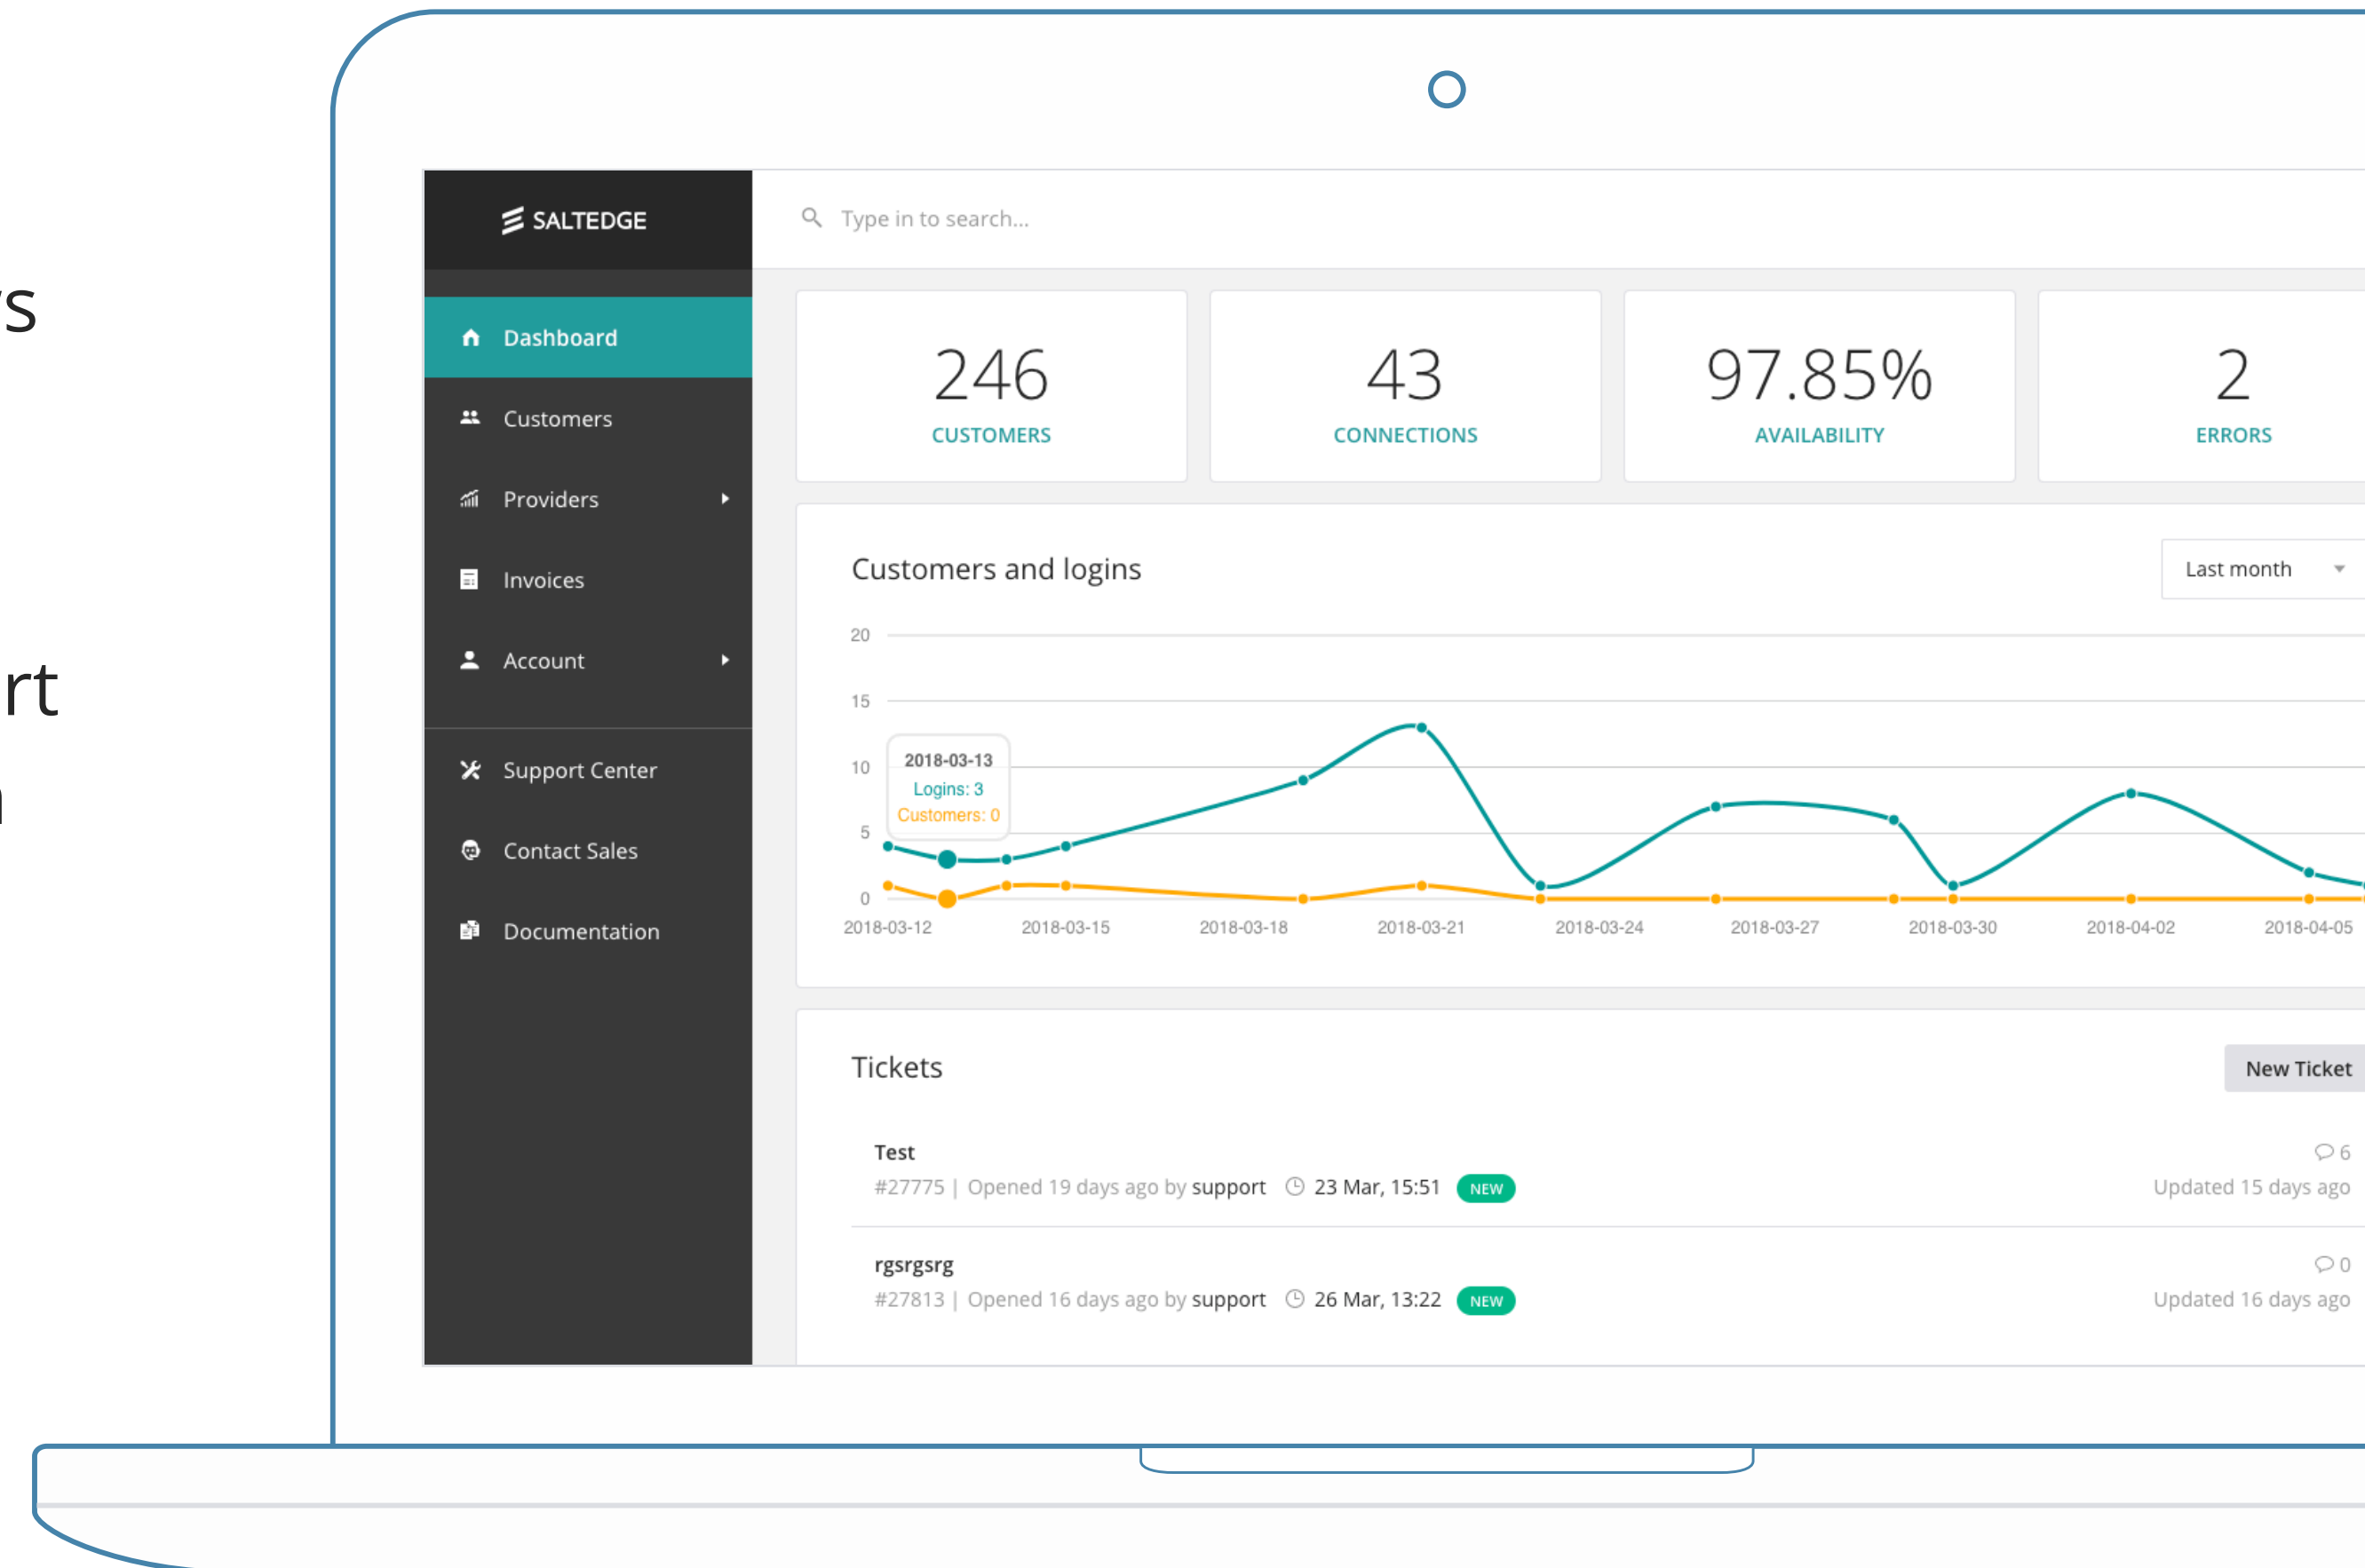 SALTEDGE
Type in to search...
Dashboard
Customers
Providers
Invoices
Account
Support Center
Contact Sales
Documentation
246
CUSTOMERS
43
CONNECTIONS
97.85%
AVAILABILITY
2
ERRORS
Customers and logins
Last month
20
15
10
5
0
2018-03-13
Logins: 3
Customers: 0
2018-03-12 2018-03-15 2018-03-18 2018-03-21 2018-03-24 2018-03-27 2018-03-30 2018-04-02 2018-04-05
Tickets
New Ticket
Test
6
#27775 | Opened 19 days ago by support 23 Mar, 15:51 NEW
Updated 15 days ago
rgsrgsrg
0
#27813 | Opened 16 days ago by support 26 Mar, 13:22 NEW
Updated 16 days ago